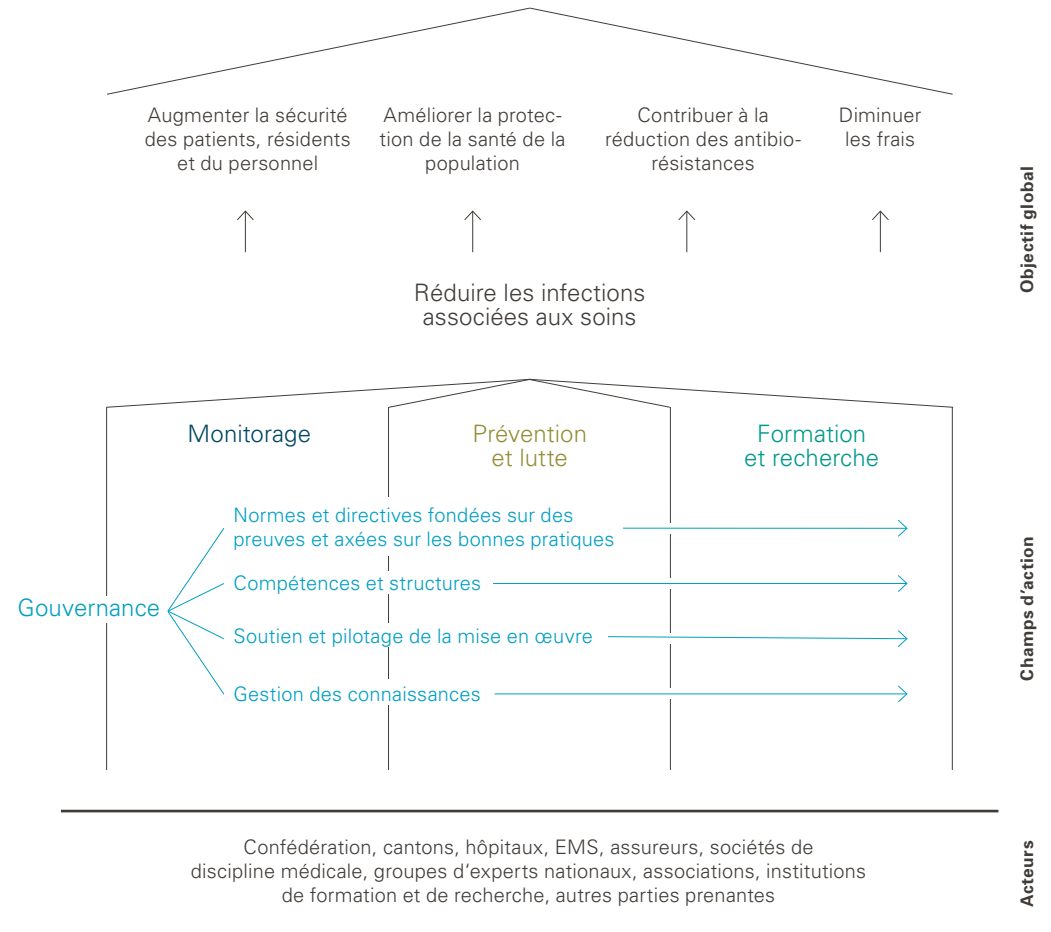 Augmenter la sécurité
des patients, résidents
et du personnel
Améliorer la protec-
tion de la santé de la
population
Contribuer à la
réduction des antibio-
résistances
Diminuer
les frais
Objectif global
Réduire les infections
associées aux soins
Monitorage
Prévention
et lutte
Formation
et recherche
Gouvernance
Normes et directives fondées sur des
preuves et axées sur les bonnes pratiques
Compétences et structures
Soutien et pilotage de la mise en œuvre
Gestion des connaissances
Champs d’action
Confédération, cantons, hôpitaux, EMS, assureurs, sociétés de
discipline médicale, groupes d‘experts nationaux, associations, institutions
de formation et de recherche, autres parties prenantes
Acteurs